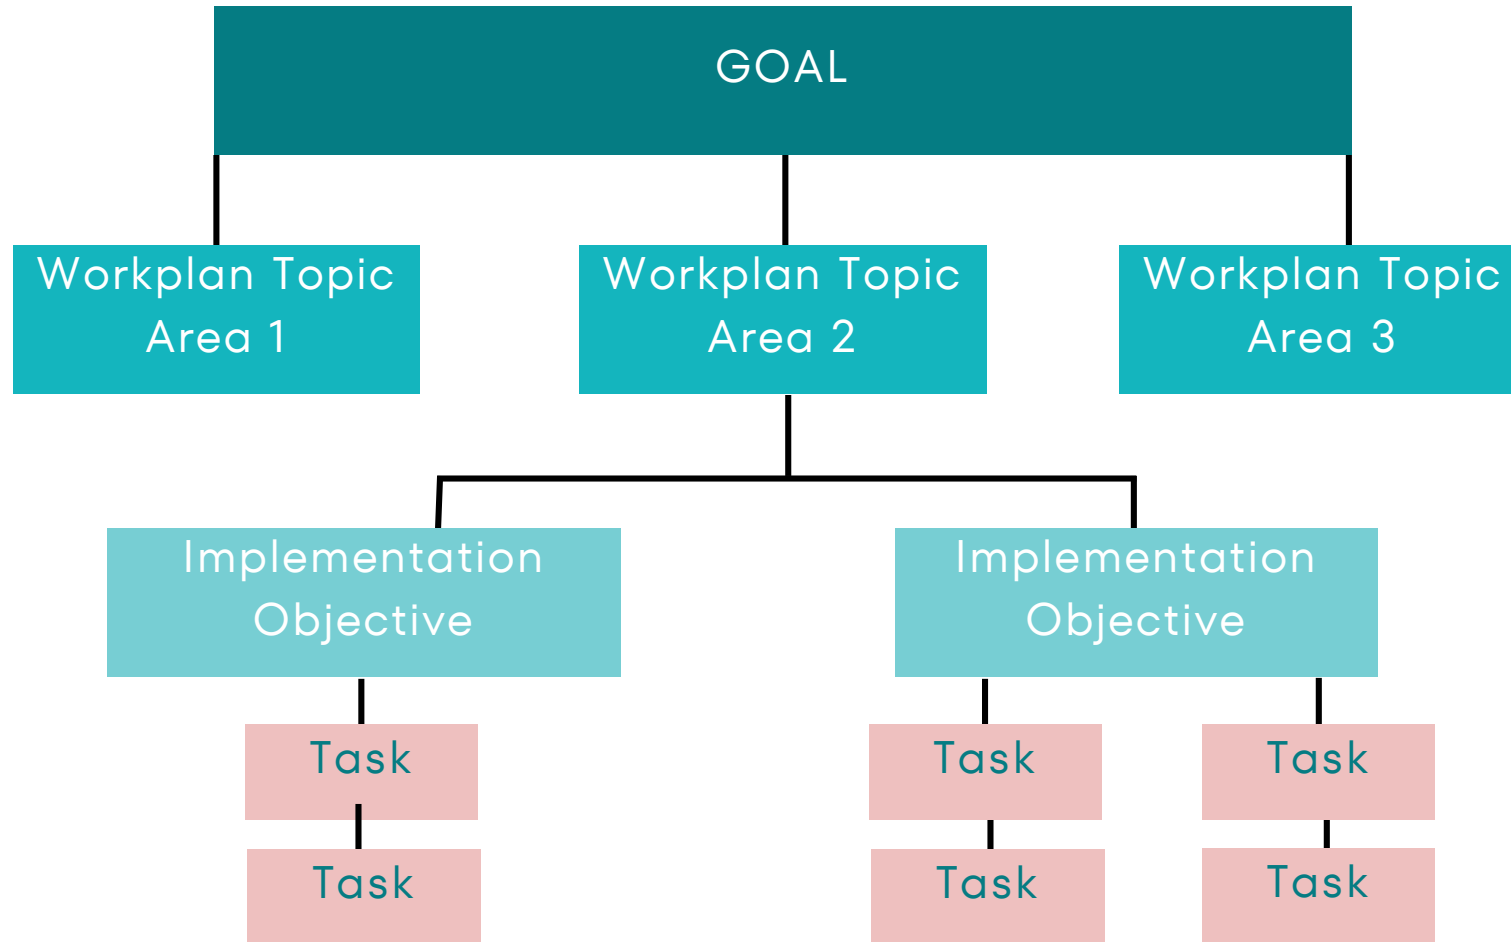 GOAL
Workplan Topic
Area 1
Workplan Topic
Area 2
Workplan Topic
Area 3
Implementation
Objective
Implementation
Objective
Task
Task
Task
Task
Task
Task